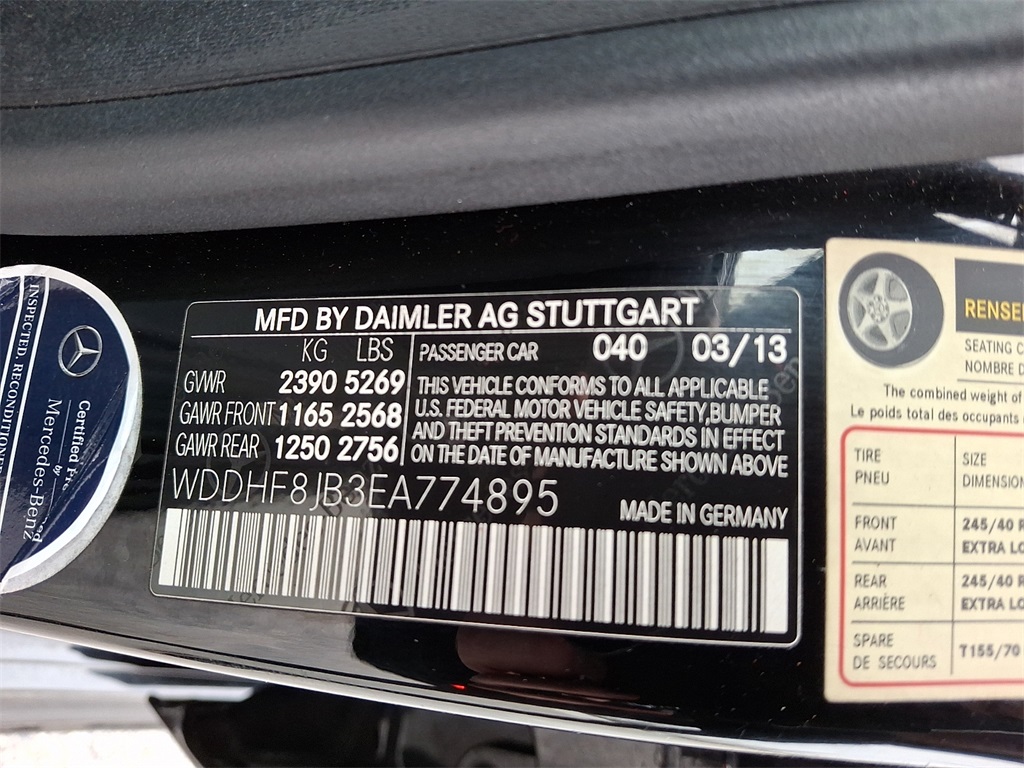 INSPECTED. RECONDITION
Certified
by
Mercedes-Benz
MFD BY DAIMLER AG STUTTGART
KG LBS
GVWR 2390 5269
GAWR FRONT 1165 2568
GAWR REAR 1250 2756
PASSENGER CAR 040 03/13
THIS VEHICLE CONFORMS TO ALL APPLICABLE
U.S. FEDERAL MOTOR VEHICLE SAFETY, BUMPER
AND THEFT PREVENTION STANDARDS IN EFFECT
ON THE DATE OF MANUFACTURE SHOWN ABOVE
WDDHF8JB3EA774895
MADE IN GERMANY
RENSEI
SEATING C
NOMBRE D
The combined weight of
Le poids total des occupants
TIRE SIZE
PNEU DIMENSION
FRONT 245/40 R
AVANT EXTRA LO
REAR 245/40 R
ARRIÈRE EXTRA LO
SPARE T155/70
DE SECOURS